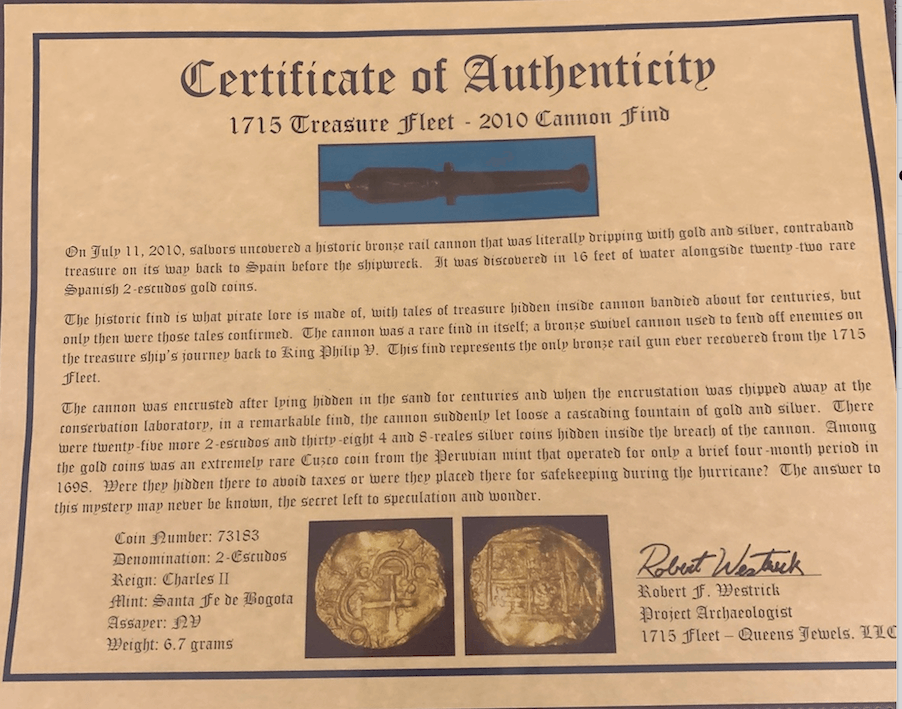 Certificate of Authenticity
1715 Treasure Fleet - 2010 Cannon Find
On July 11, 2010, salvors uncovered a historic bronze rail cannon that was literally dripping with gold and silver, contraband
treasure on its way back to Spain before the shipwreck. It was discovered in 16 feet of water alongside twenty-two rare
Spanish 2-escudos gold coins.
The historic find is what pirate lore is made of, with tales of treasure hidden inside cannon bandied about for centuries, but
only then were those tales confirmed. The cannon was a rare find in itself; a bronze swivel cannon used to fend off enemies on
the treasure ship's journey back to King Philip V. This find represents the only bronze rail gun ever recovered from the 1715
Fleet.
The cannon was encrusted after lying hidden in the sand for centuries and when the encrustation was chipped away at the
conservation laboratory, in a remarkable find, the cannon suddenly let loose a cascading fountain of gold and silver. There
were twenty-five more 2-escudos and thirty-eight 4 and 8-reales silver coins hidden inside the breach of the cannon. Among
the gold coins was an extremely rare Cuzco coin from the Peruvian mint that operated for only a brief four-month period in
1698. Were they hidden there to avoid taxes or were they placed there for safekeeping during the hurricane? The answer to
this mystery may never be known, the secret left to speculation and wonder.
Coin Number: 73183
Denomination: 2-Escudos
Reign: Charles II
Mint: Santa Fe de Bogota
Assayer: NV
Weight: 6.7 grams
Robert Westrick
Robert F. Westrick
Project Archaeologist
1715 Fleet – Queens Jewels, LLC